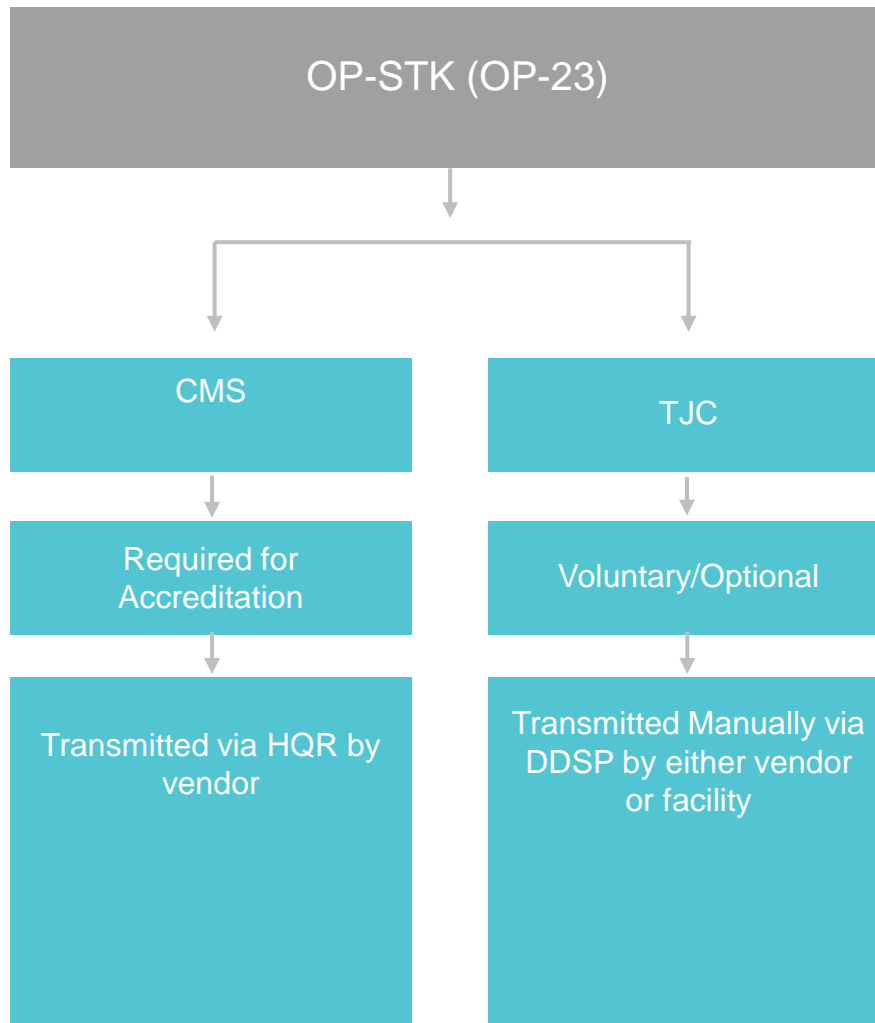 OP-STK (OP-23)
CMS
TJC
Required for
Accreditation
Voluntary/Optional
Transmitted via HQR by
vendor
Transmitted Manually via
DDSP by either vendor
or facility